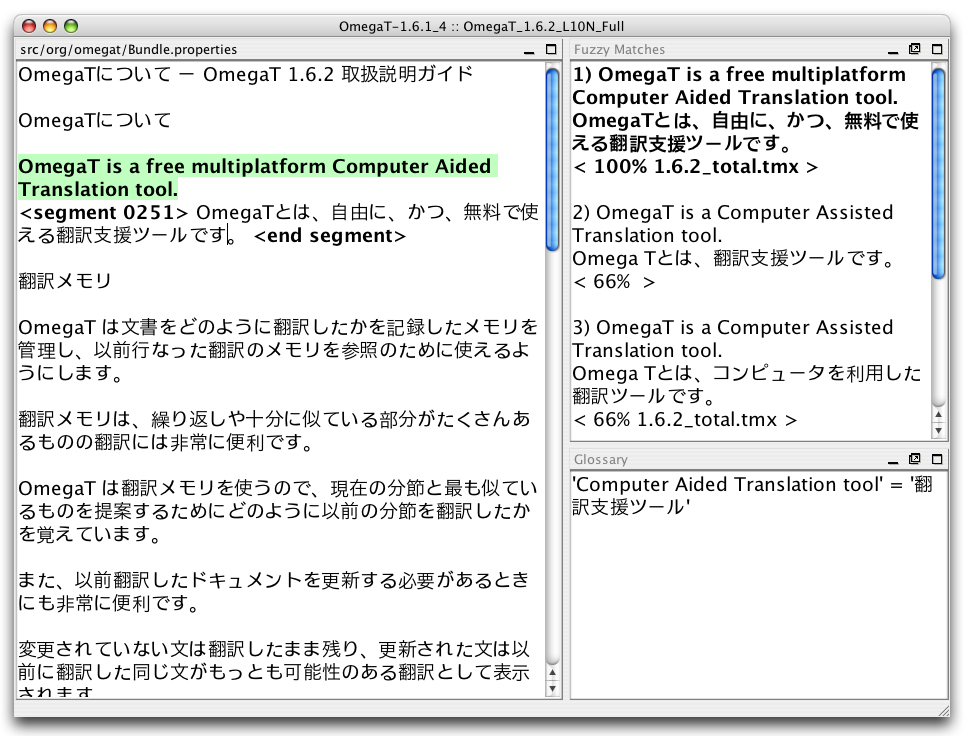 OmegaT-1.6.1_4 :: OmegaT_1.6.2_L10N_Full
src/org/omegat/Bundle.properties
OmegaTについて － OmegaT 1.6.2 取扱説明ガイド
OmegaTについて
OmegaT is a free multiplatform Computer Aided
Translation tool.
<segment 0251> OmegaTとは、自由に、かつ、無料で使
える翻訳支援ツールです。 <end segment>
翻訳メモリ
OmegaT は文書をどのように翻訳したかを記録したメモリを
管理し、以前行なった翻訳のメモリを参照のために使えるよ
うにします。
翻訳メモリは、繰り返しや十分に似ている部分がたくさんあ
るものの翻訳には非常に便利です。
OmegaT は翻訳メモリを使うので、現在の分節と最も似てい
るものを提案するためにどのように以前の分節を翻訳したか
を覚えています。
また、以前翻訳したドキュメントを更新する必要があるとき
にも非常に便利です。
変更されていない文は翻訳したまま残り、更新された文は以
前に翻訳した同じ文がもっとも可能性のある翻訳として表示
されます
Fuzzy Matches
1) OmegaT is a free multiplatform
Computer Aided Translation tool.
OmegaTとは、自由に、かつ、無料で使
える翻訳支援ツールです。
< 100% 1.6.2_total.tmx >
2) OmegaT is a Computer Assisted
Translation tool.
Omega Tとは、翻訳支援ツールです。
< 66%  >
3) OmegaT is a Computer Assisted
Translation tool.
Omega Tとは、コンピュータを利用した
翻訳ツールです。
< 66% 1.6.2_total.tmx >
Glossary
'Computer Aided Translation tool' = '翻
訳支援ツール'